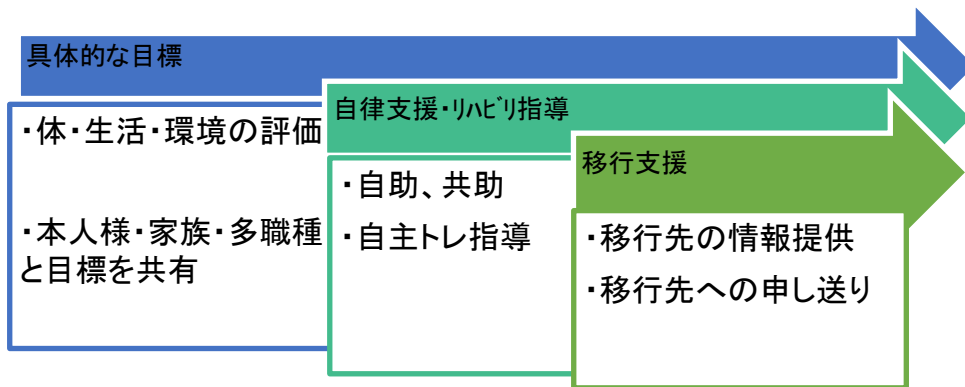 具体的な目標
・体・生活・環境の評価
・本人様・家族・多職種
と目標を共有
自律支援・ﾘﾊﾋﾞﾘ指導
・自助、共助
・自主トレ指導
移行支援
・移行先の情報提供
・移行先への申し送り